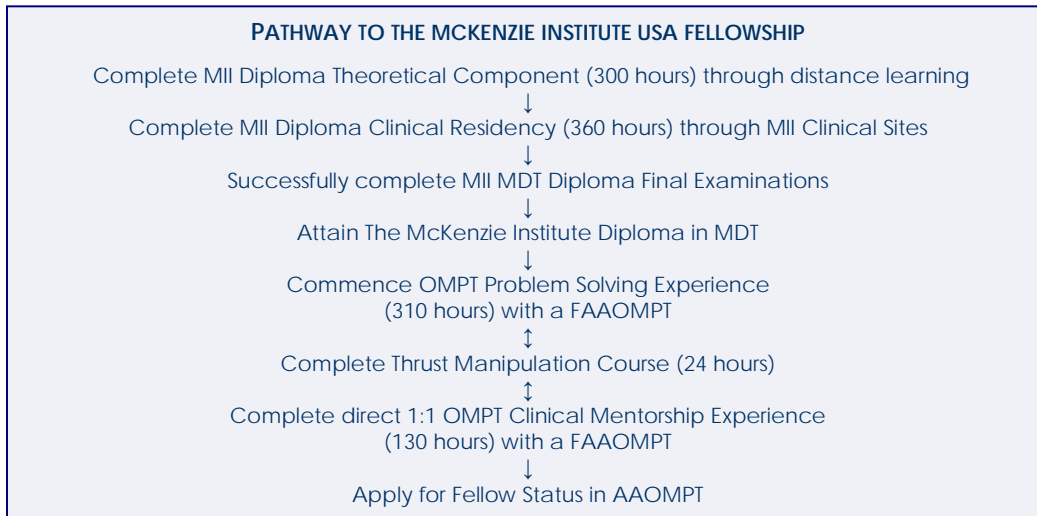 PATHWAY TO THE MCKENZIE INSTITUTE USA FELLOWSHIP
Complete MII Diploma Theoretical Component (300 hours) through distance learning
↓
Complete MII Diploma Clinical Residency (360 hours) through MII Clinical Sites
↓
Successfully complete MII MDT Diploma Final Examinations
↓
Attain The McKenzie Institute Diploma in MDT
↓
Commence OMPT Problem Solving Experience
(310 hours) with a FAAOMPT
↕
Complete Thrust Manipulation Course (24 hours)
↕
Complete direct 1:1 OMPT Clinical Mentorship Experience
(130 hours) with a FAAOMPT
↓
Apply for Fellow Status in AAOMPT